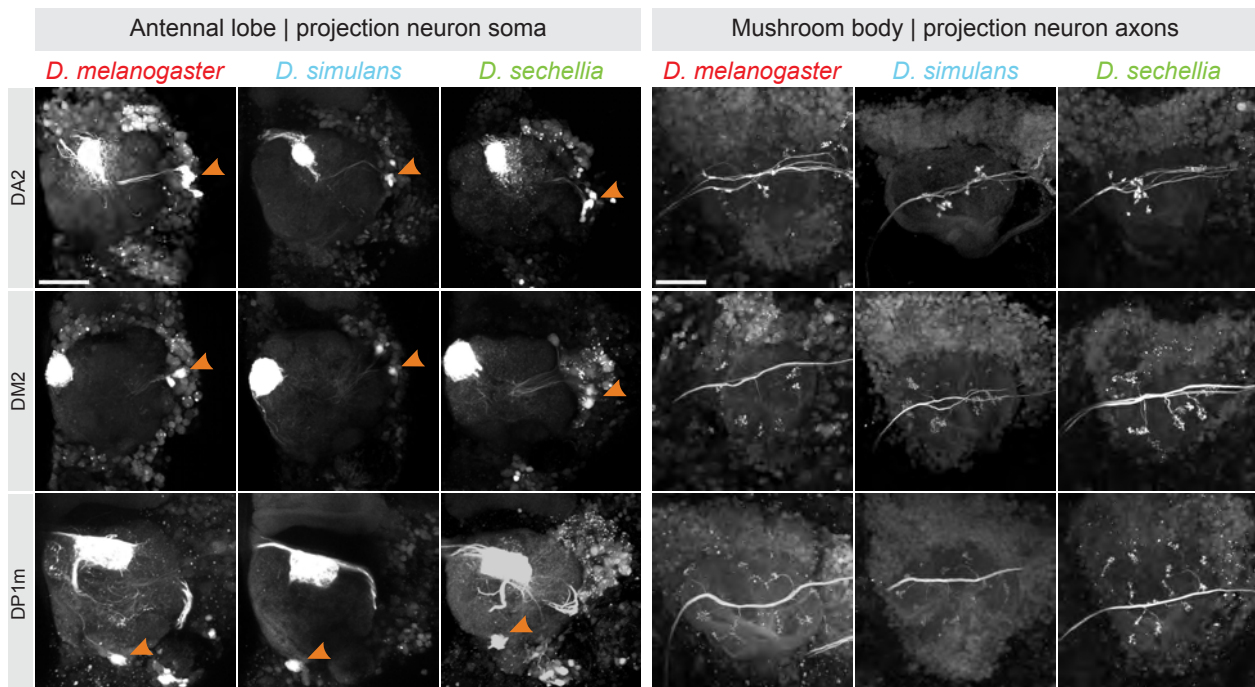 Antennal lobe | projection neuron soma
Mushroom body | projection neuron axons
D. melanogaster
D. simulans
D. sechellia
D. melanogaster
D. simulans
D. sechellia
DA2
DM2
DP1m